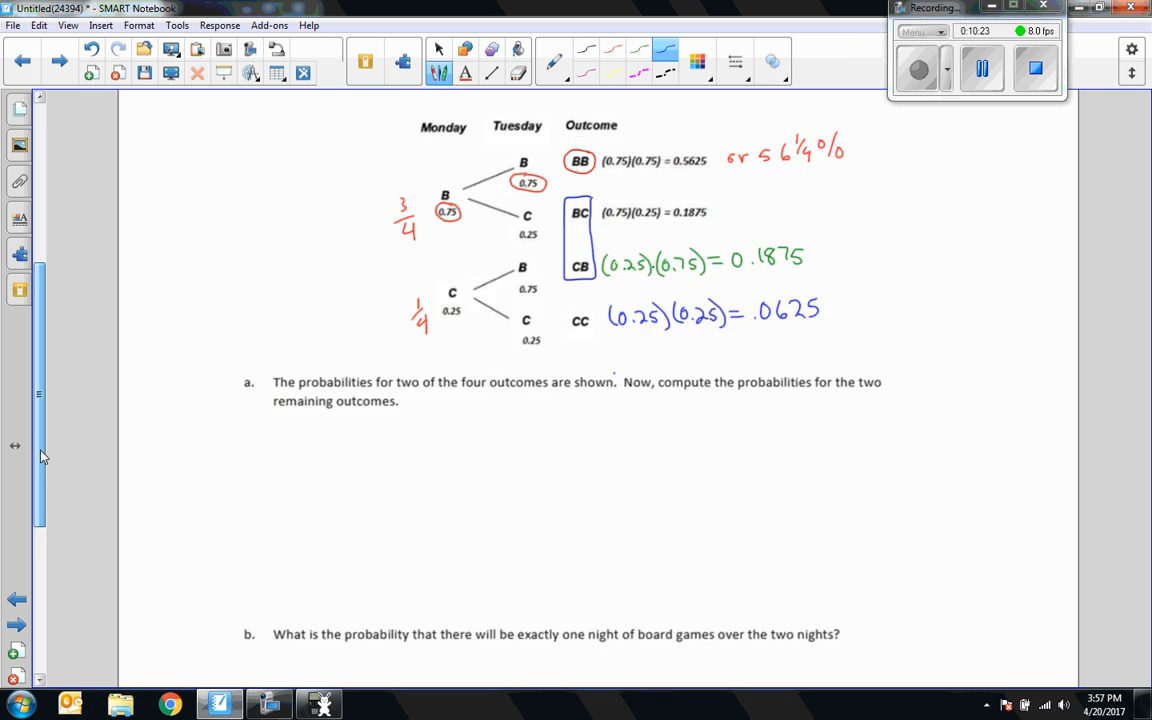 Untitled(24394) * - SMART Notebook
Recording...
File Edit View Insert Format Tools Response Add-ons Help
Menu 0:10:23 8.0 fps
Monday Tuesday Outcome
B BB (0.75)(0.75) = 0.5625 or 56 1/4 %
0.75
B
0.75
3/4
C BC (0.75)(0.25) = 0.1875
0.25
B CB (0.25)·(0.75) = 0.1875
0.75
C
0.25
1/4
C CC (0.25)(0.25) = .0625
0.25
a. The probabilities for two of the four outcomes are shown. Now, compute the probabilities for the two
remaining outcomes.
b. What is the probability that there will be exactly one night of board games over the two nights?
3:57 PM
4/20/2017